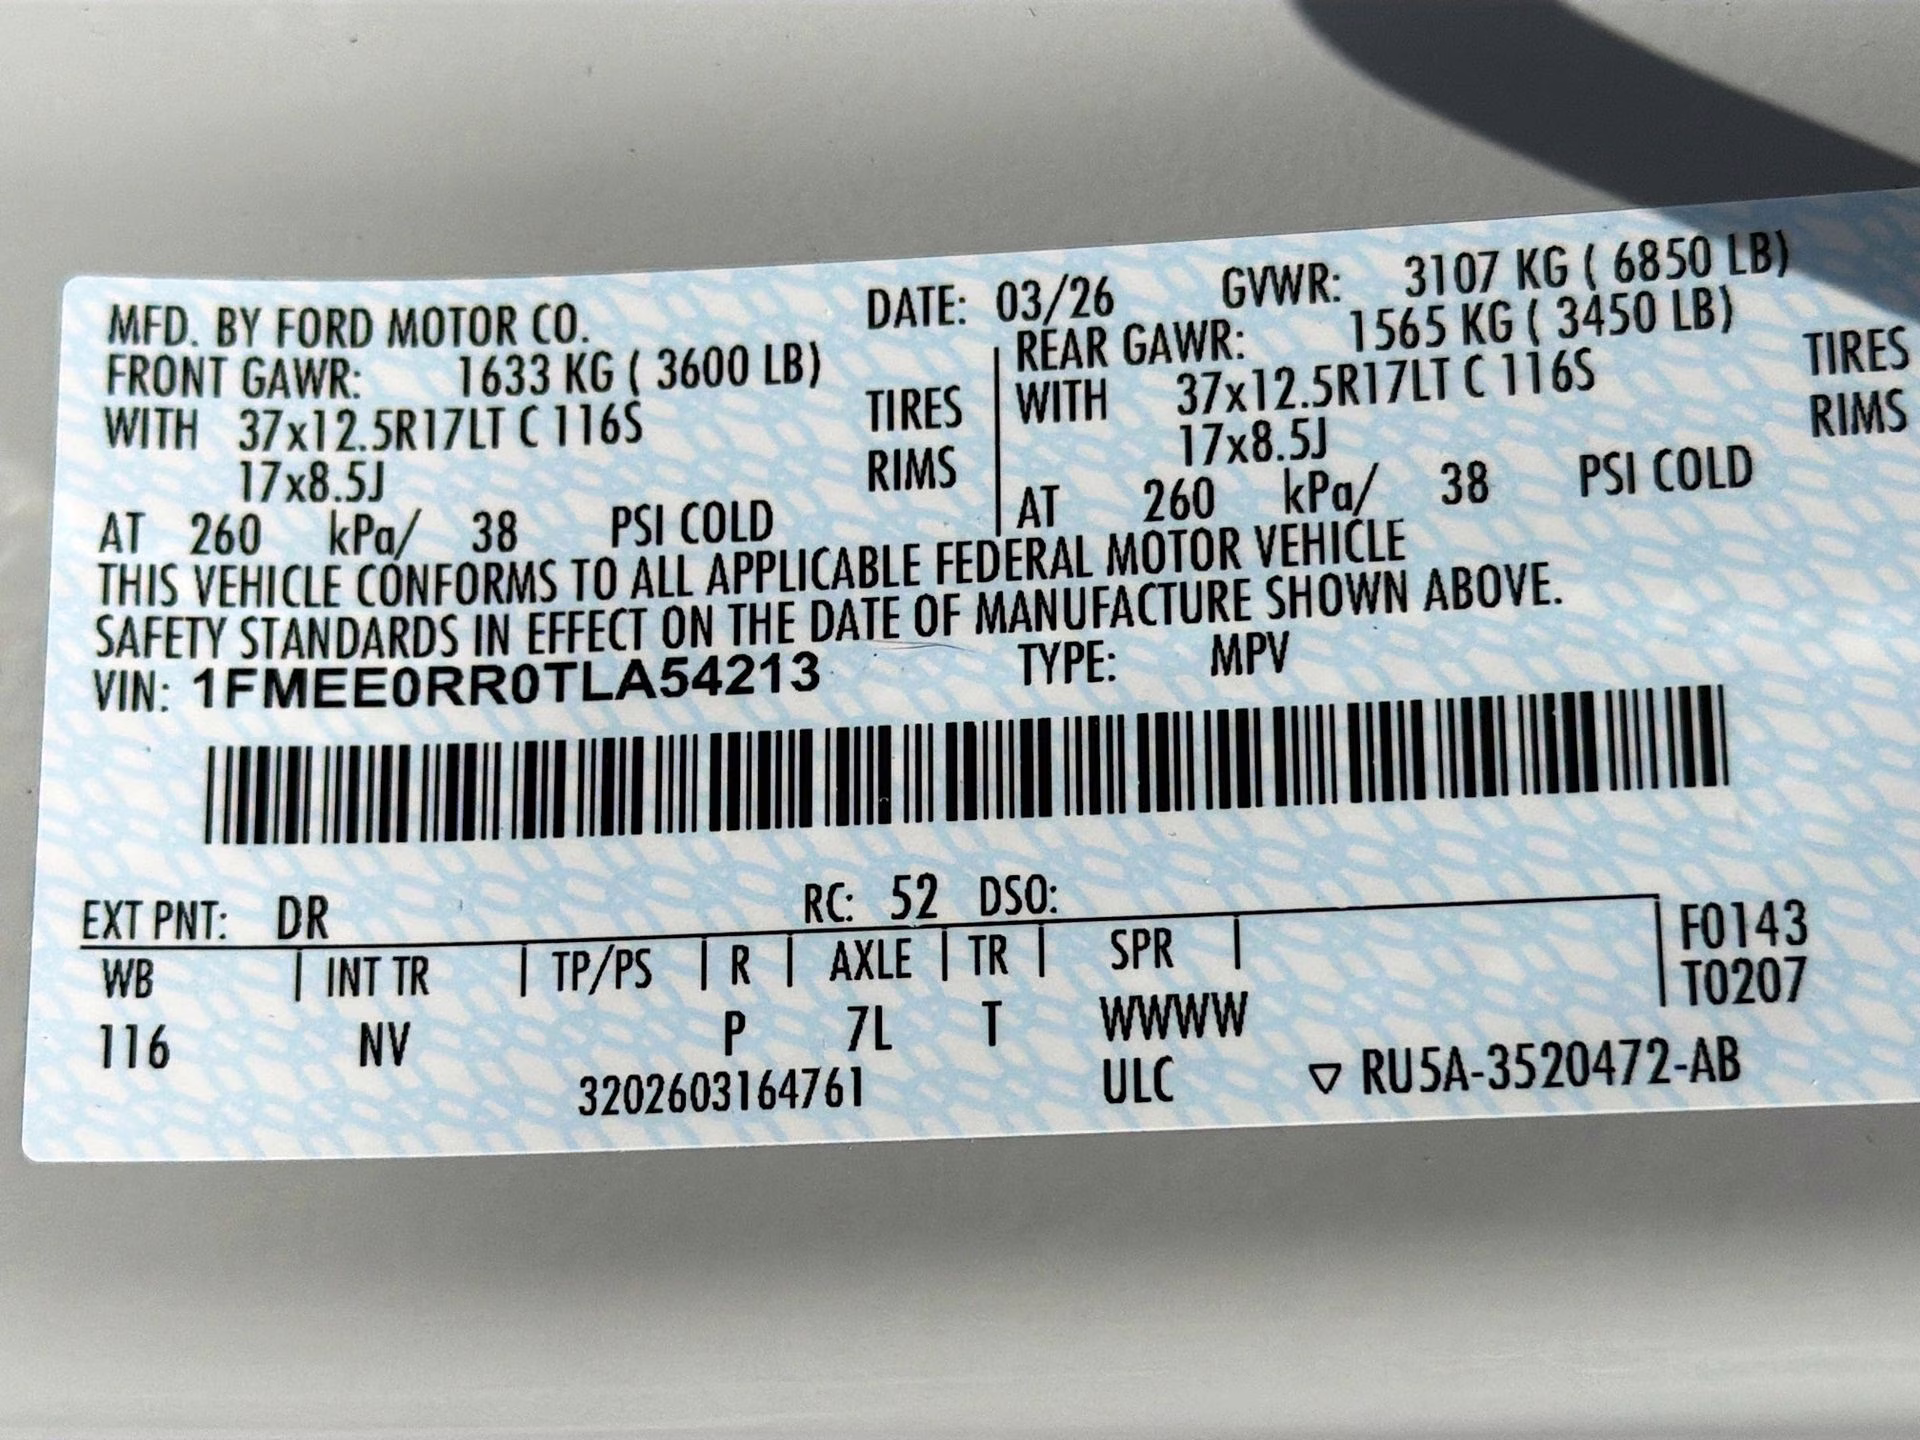 MFD. BY FORD MOTOR CO. DATE: 03/26 GVWR: 3107 KG ( 6850 LB)
FRONT GAWR: 1633 KG ( 3600 LB) REAR GAWR: 1565 KG ( 3450 LB)
WITH 37x12.5R17LT C 116S TIRES WITH 37x12.5R17LT C 116S TIRES
17x8.5J RIMS 17x8.5J RIMS
AT 260 kPa/ 38 PSI COLD AT 260 kPa/ 38 PSI COLD
THIS VEHICLE CONFORMS TO ALL APPLICABLE FEDERAL MOTOR VEHICLE
SAFETY STANDARDS IN EFFECT ON THE DATE OF MANUFACTURE SHOWN ABOVE.
VIN: 1FMEE0RR0TLA54213 TYPE: MPV
EXT PNT: DR RC: 52 DSO:
WB INT TR TP/PS R AXLE TR SPR F0143
T0207
116 NV P 7L T WWWW
3202603164761 ULC ▽ RU5A-3520472-AB